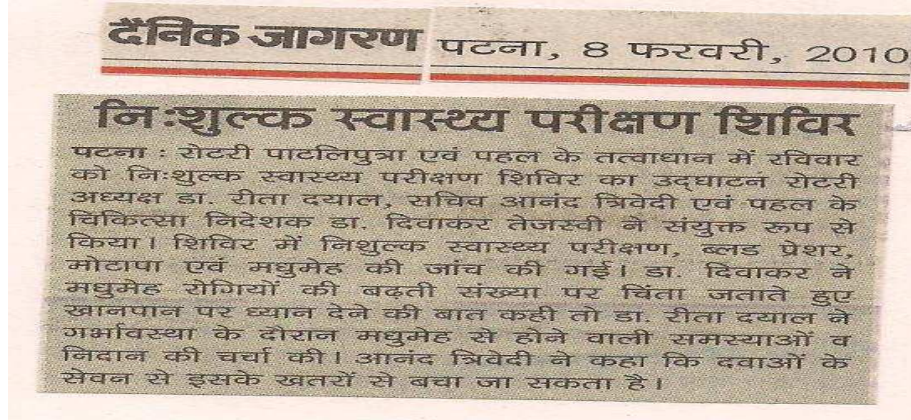 दैनिक जागरण पटना, 8 फरवरी, 2010
निःशुल्क स्वास्थ्य परीक्षण शिविर
पटना : रोटरी पाटलिपुत्रा एवं पहल के तत्वाधान में रविवार
को निःशुल्क स्वास्थ्य परीक्षण शिविर का उद्घाटन रोटरी
अध्यक्ष डा. रीता दयाल, सचिव आनंद त्रिवेदी एवं पहल के
चिकित्सा निदेशक डा. दिवाकर तेजस्वी ने संयुक्त रूप से
किया। शिविर में निशुल्क स्वास्थ्य परीक्षण, ब्लड प्रेशर,
मोटापा एवं मधुमेह की जांच की गई। डा. दिवाकर ने
मधुमेह रोगियों की बढ़ती संख्या पर चिंता जताते हुए
खानपान पर ध्यान देने की बात कही तो डा. रीता दयाल ने
गर्भावस्था के दौरान मधुमेह से होने वाली समस्याओं व
निदान की चर्चा की। आनंद त्रिवेदी ने कहा कि दवाओं के
सेवन से इसके खतरों से बचा जा सकता है।